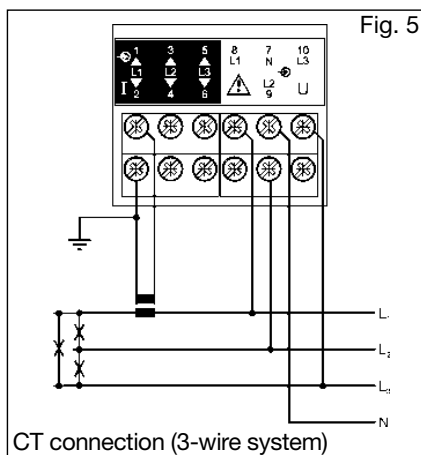 Fig. 5
1 3 5 8 7 10
L1 N L3
L1 L2 L3
I 2 4 6 L2 U
9
L1
L2
L3
N
CT connection (3-wire system)